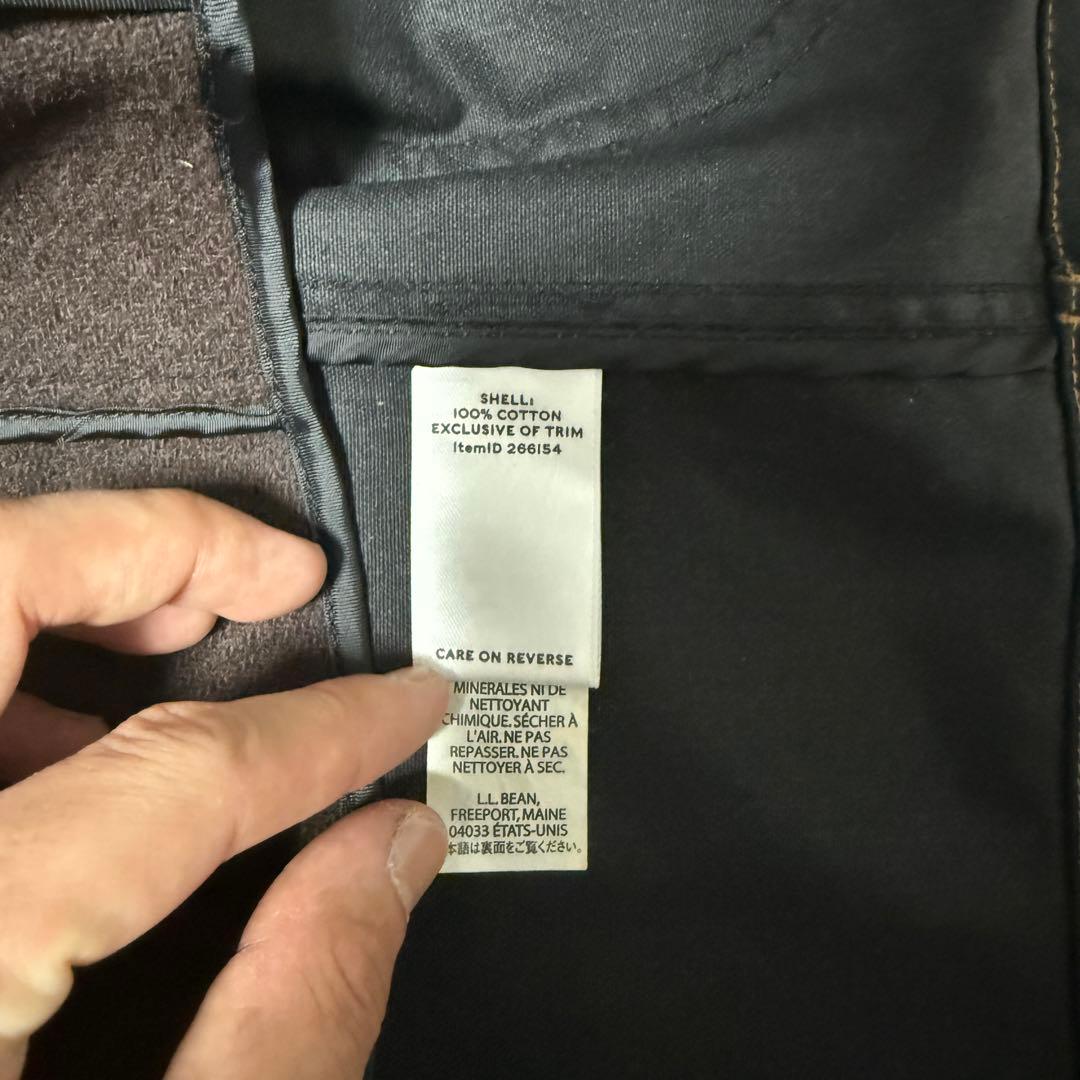 SHELL:
100% COTTON
EXCLUSIVE OF TRIM
ItemID 266154
CARE ON REVERSE
MINERALES NI DE
NETTOYANT
CHIMIQUE. SÉCHER À
L'AIR. NE PAS
REPASSER. NE PAS
NETTOYER À SEC.
L.L. BEAN,
FREEPORT, MAINE
04033 ÉTATS-UNIS
本語は裏面をご覧ください。